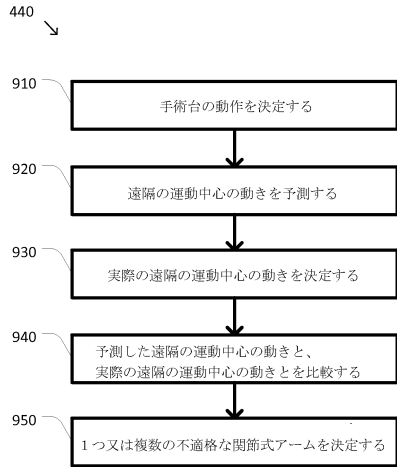 440
910
手術台の動作を決定する
920
遠隔の運動中心の動きを予測する
930
実際の遠隔の運動中心の動きを決定する
940
予測した遠隔の運動中心の動きと、
実際の遠隔の運動中心の動きとを比較する
950
１つ又は複数の不適格な関節式アームを決定する